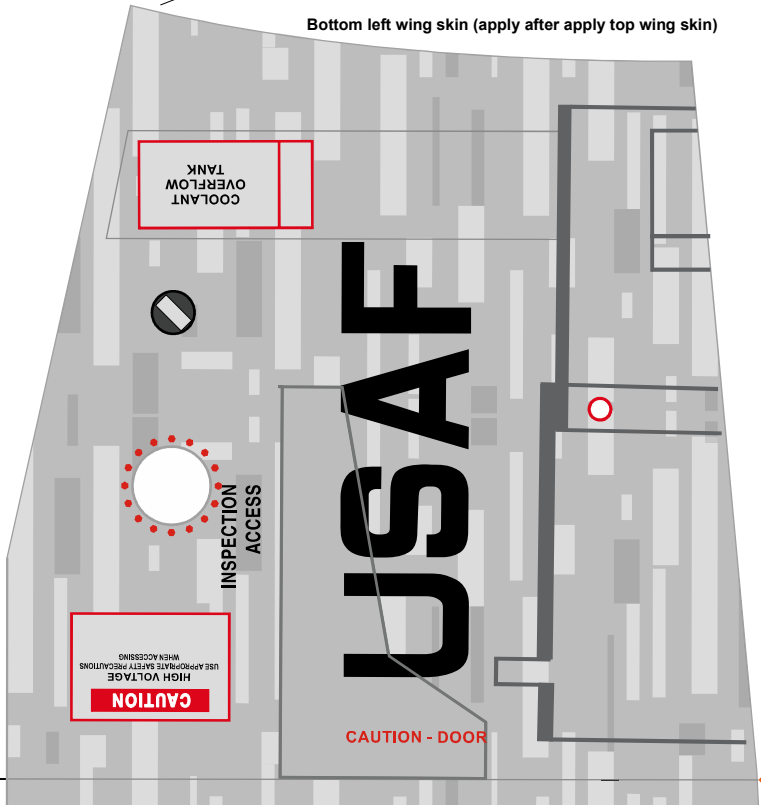 Bottom left wing skin (apply after apply top wing skin)
COOLANT
OVERFLOW
TANK
USAF
INSPECTION
ACCESS
CAUTION
HIGH VOLTAGE
USE APPROPRIATE SAFETY PRECAUTIONS
WHEN ACCESSING
CAUTION - DOOR